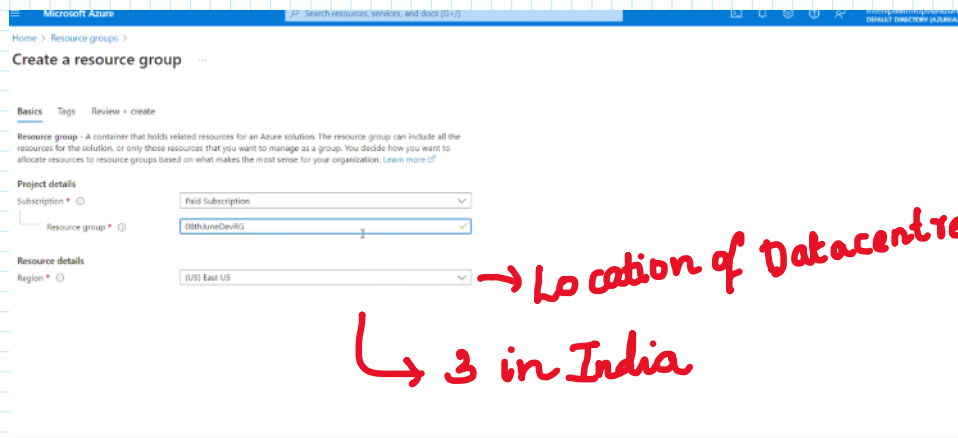 Microsoft Azure
Search resources, services, and docs (G+/)
DEFAULT DIRECTORY
Home > Resource groups >
Create a resource group ...
Basics Tags Review + create
Resource group - A container that holds related resources for an Azure solution. The resource group can include all the
resources for the solution, or only those resources that you want to manage as a group. You decide how you want to
allocate resources to resource groups based on what makes the most sense for your organization. Learn more
Project details
Subscription * Paid Subscription
Resource group * 08thJuneDevRG
Resource details
Region * (US) East US
→ Location of Datacentre
3 in India